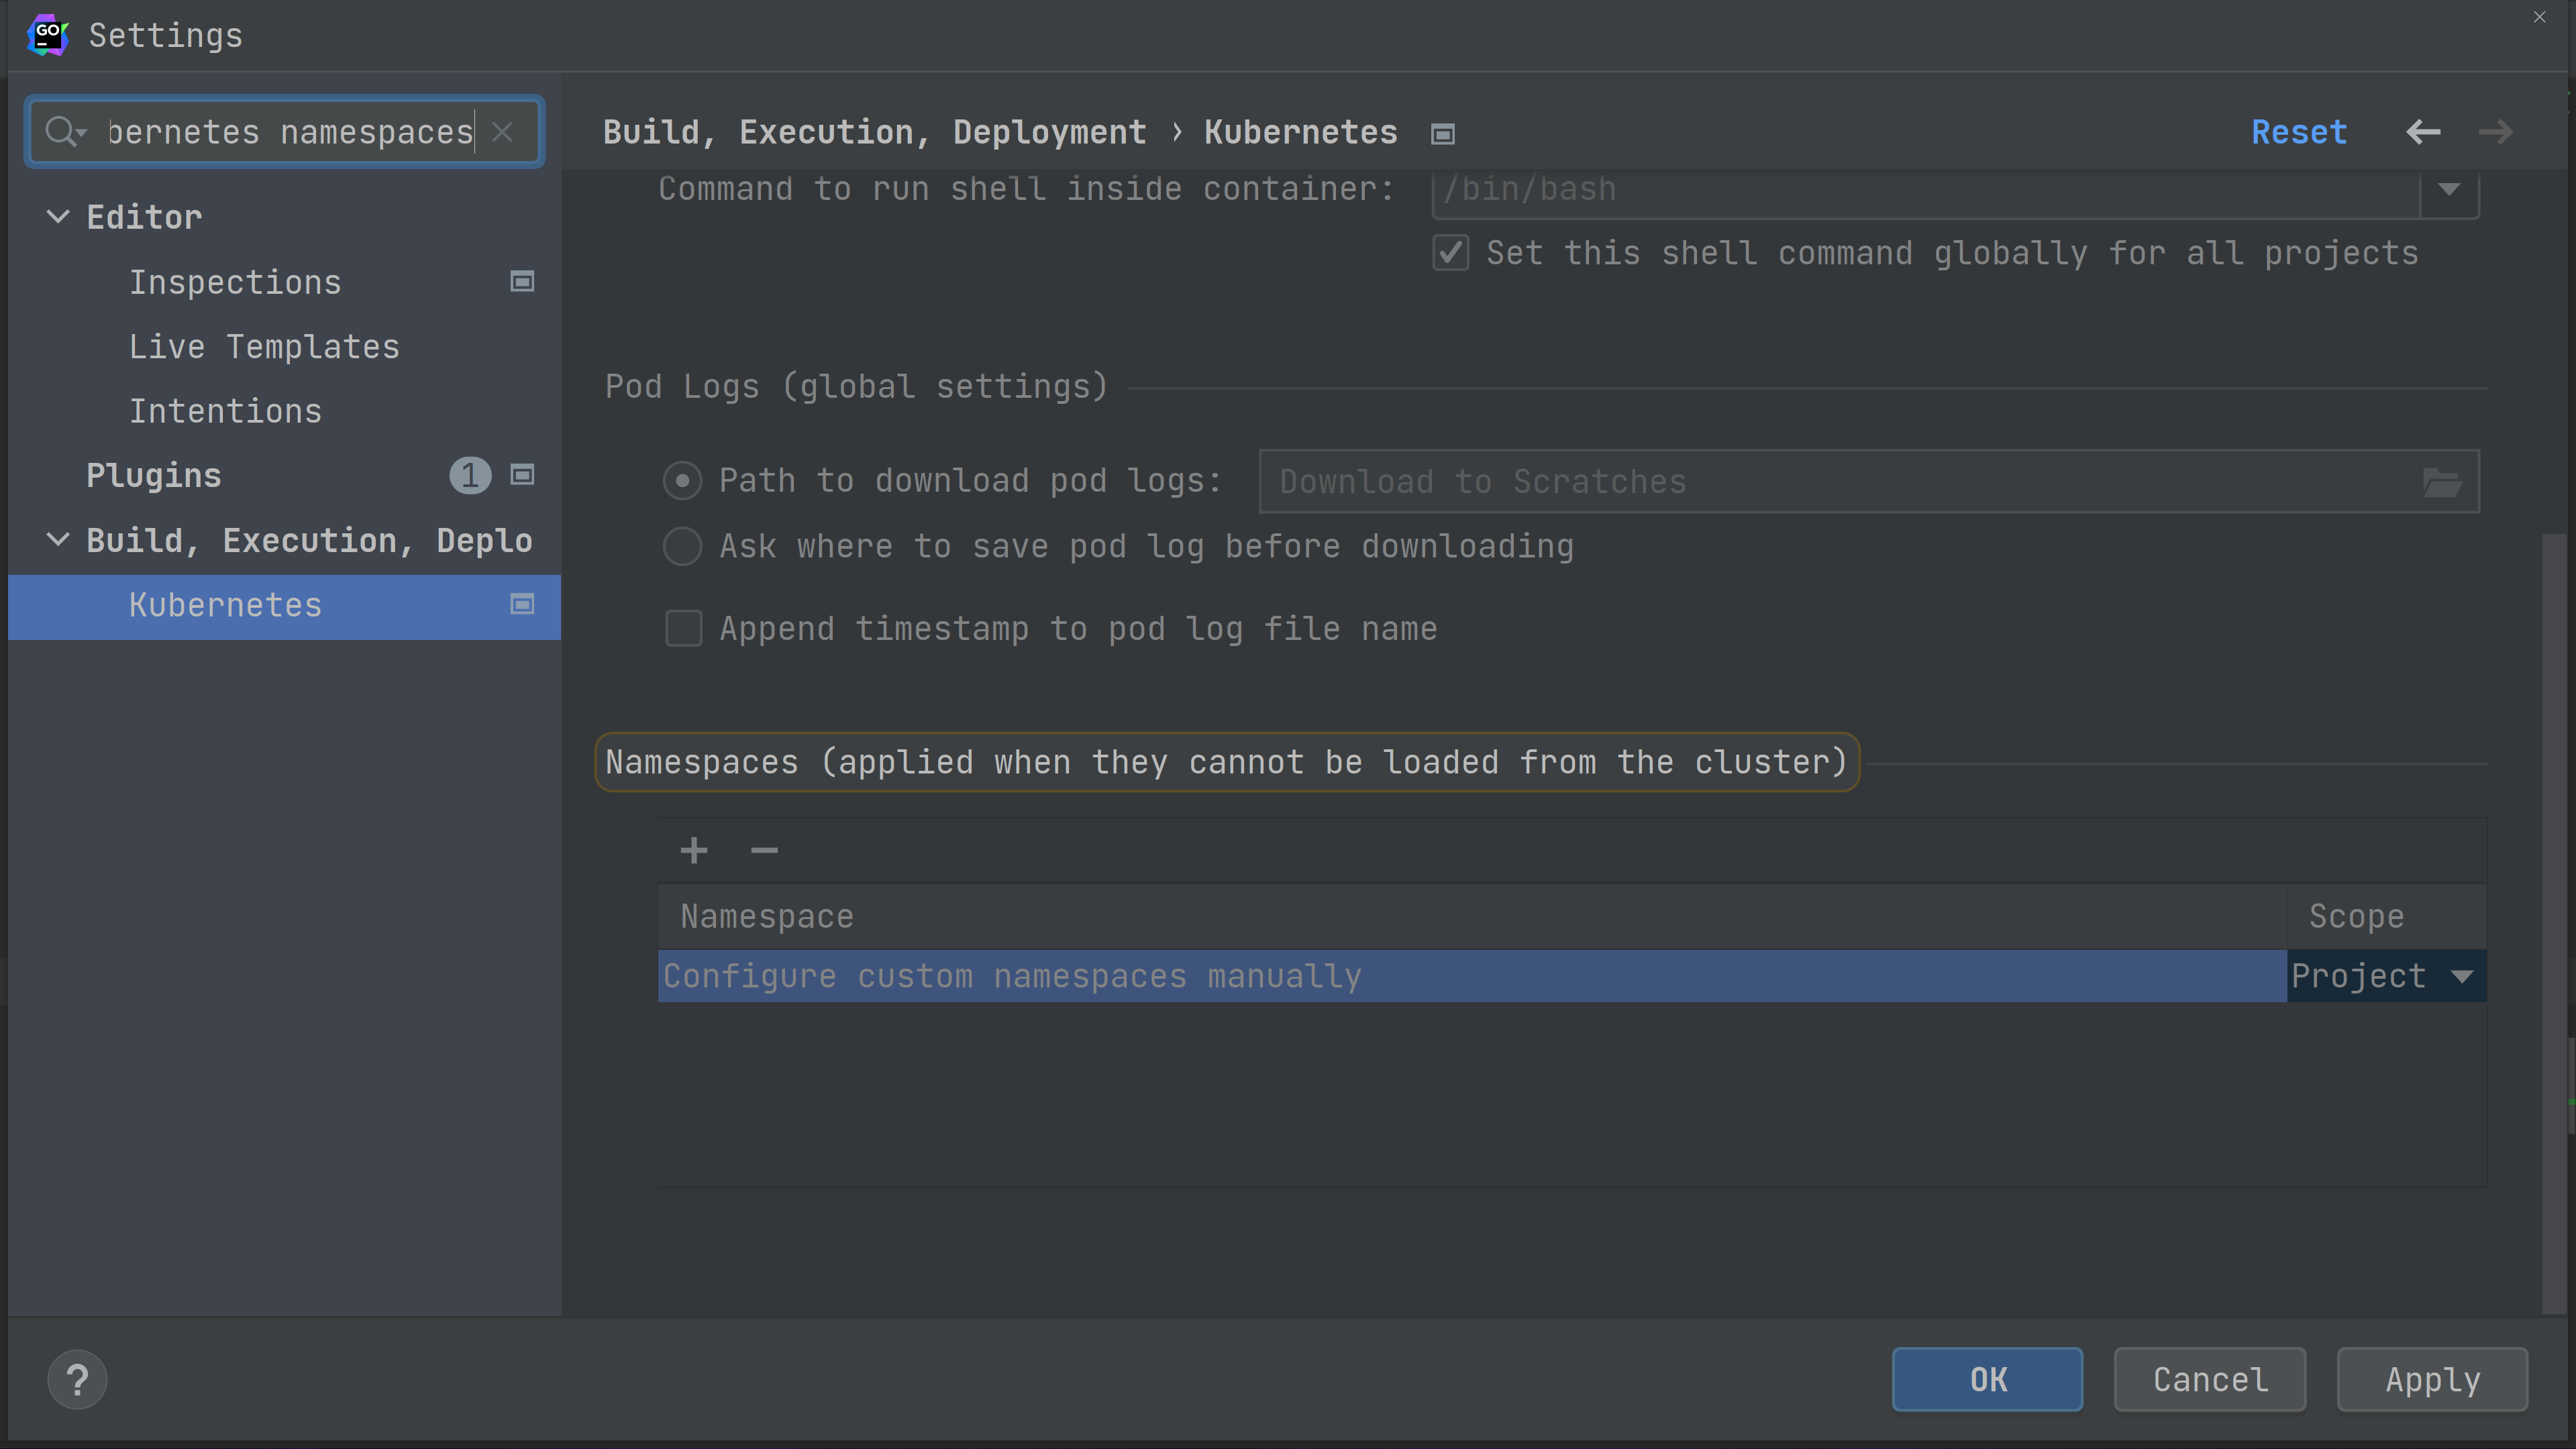 GO
Settings
bernetes namespaces
Editor
Inspections
Live Templates
Intentions
Plugins 1
Build, Execution, Deplo
Kubernetes
Build, Execution, Deployment › Kubernetes
Reset
Command to run shell inside container: /bin/bash
Set this shell command globally for all projects
Pod Logs (global settings)
Path to download pod logs: Download to Scratches
Ask where to save pod log before downloading
Append timestamp to pod log file name
Namespaces (applied when they cannot be loaded from the cluster)
Namespace Scope
Configure custom namespaces manually Project
? OK Cancel Apply